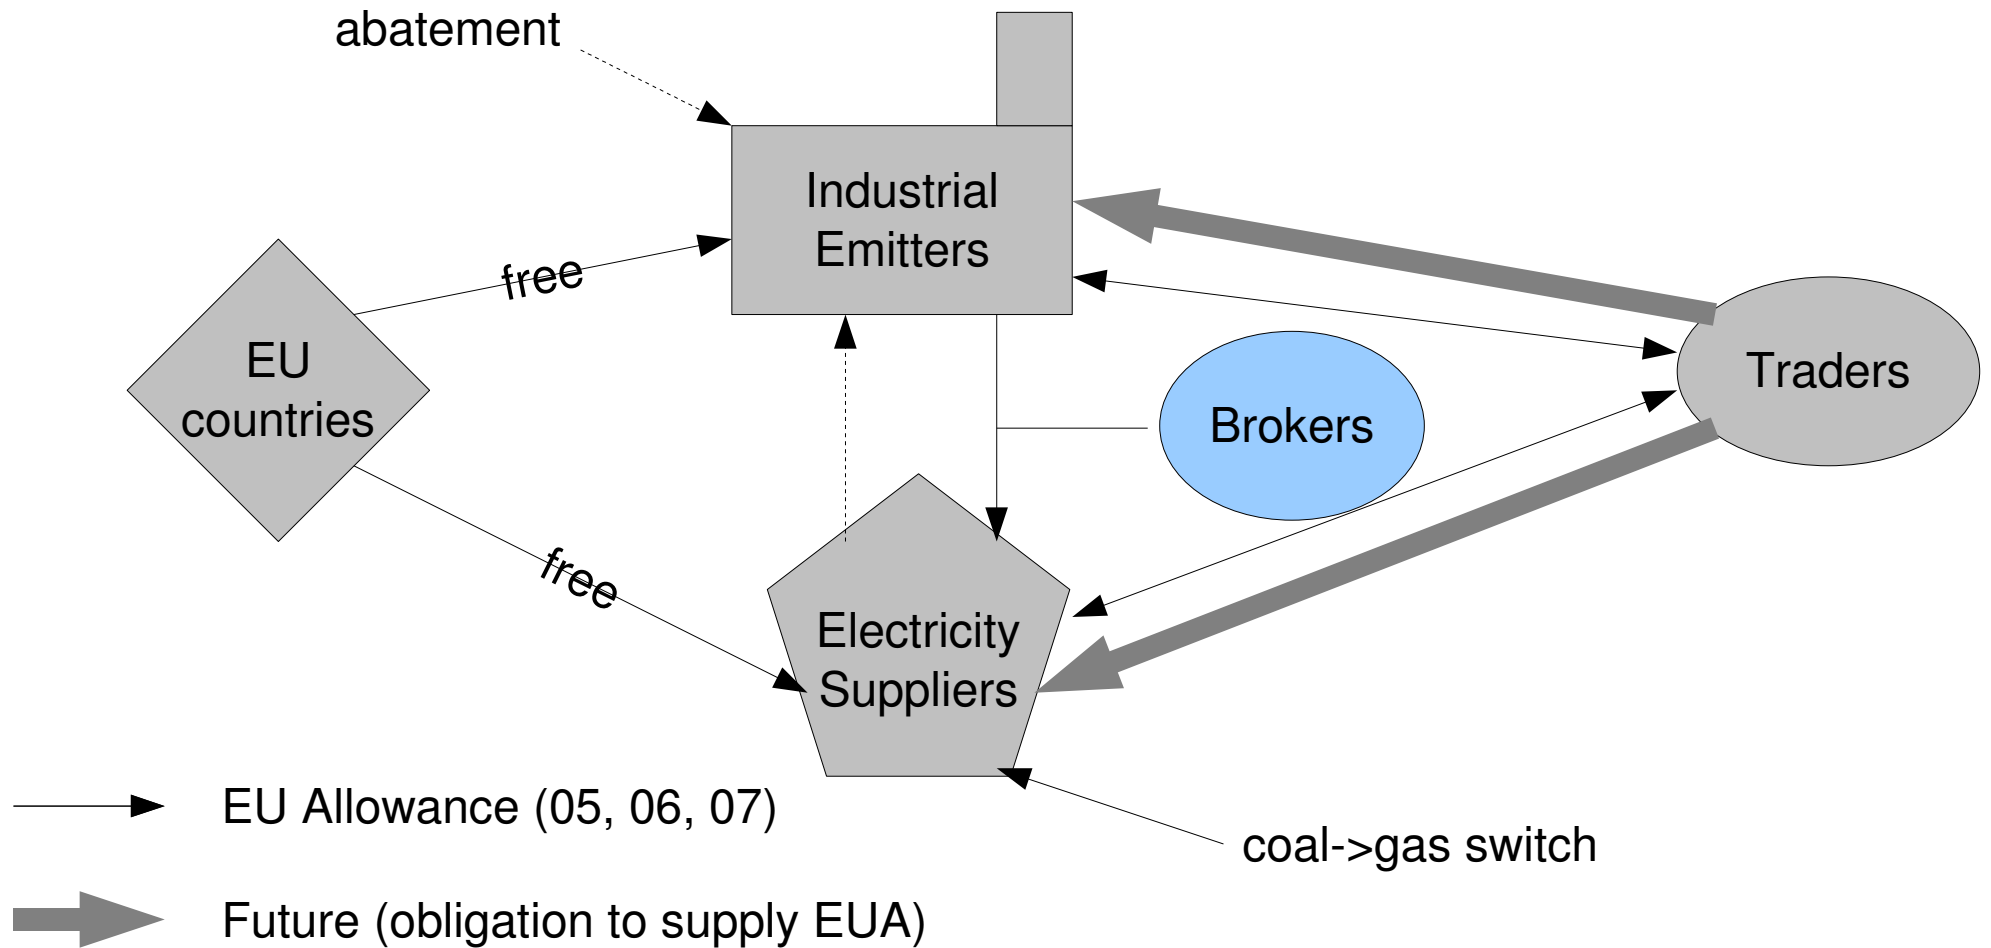 abatement
Industrial
Emitters
free
EU
countries
Traders
Brokers
free
Electricity
Suppliers
EU Allowance (05, 06, 07)
coal->gas switch
Future (obligation to supply EUA)